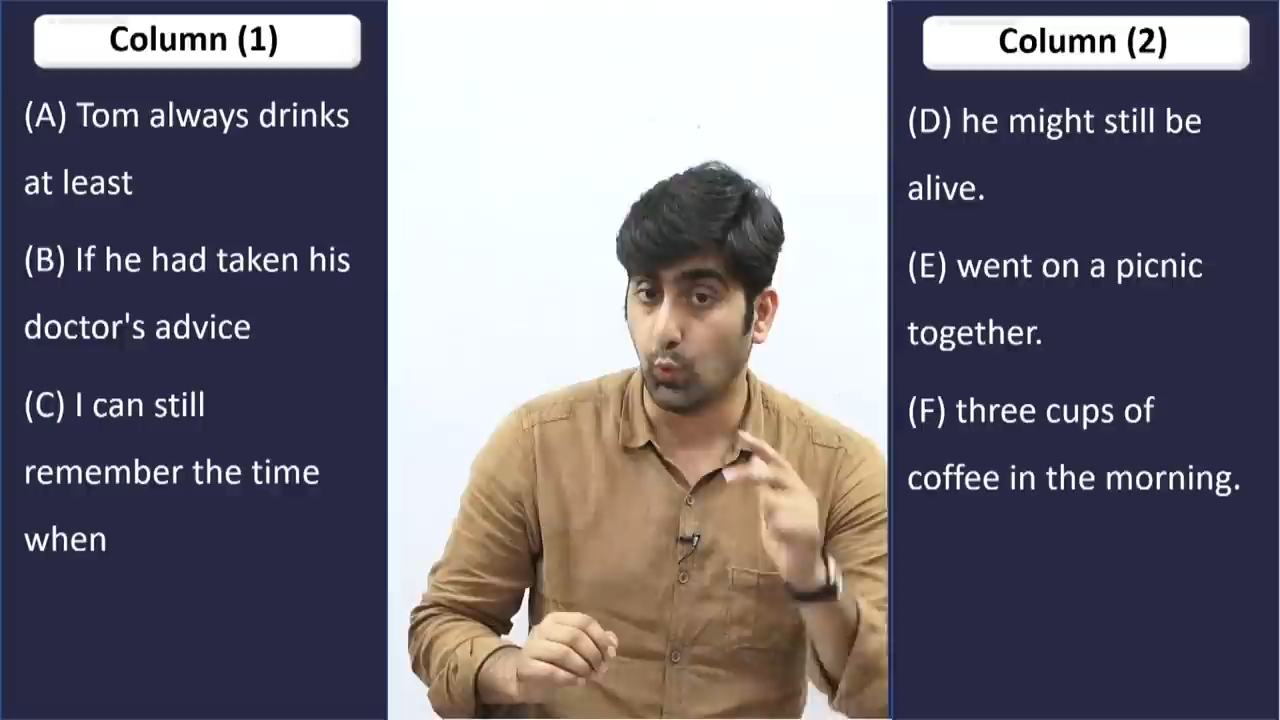 Column (1)
(A) Tom always drinks
at least
(B) If he had taken his
doctor's advice
(C) I can still
remember the time
when
Column (2)
(D) he might still be
alive.
(E) went on a picnic
together.
(F) three cups of
coffee in the morning.